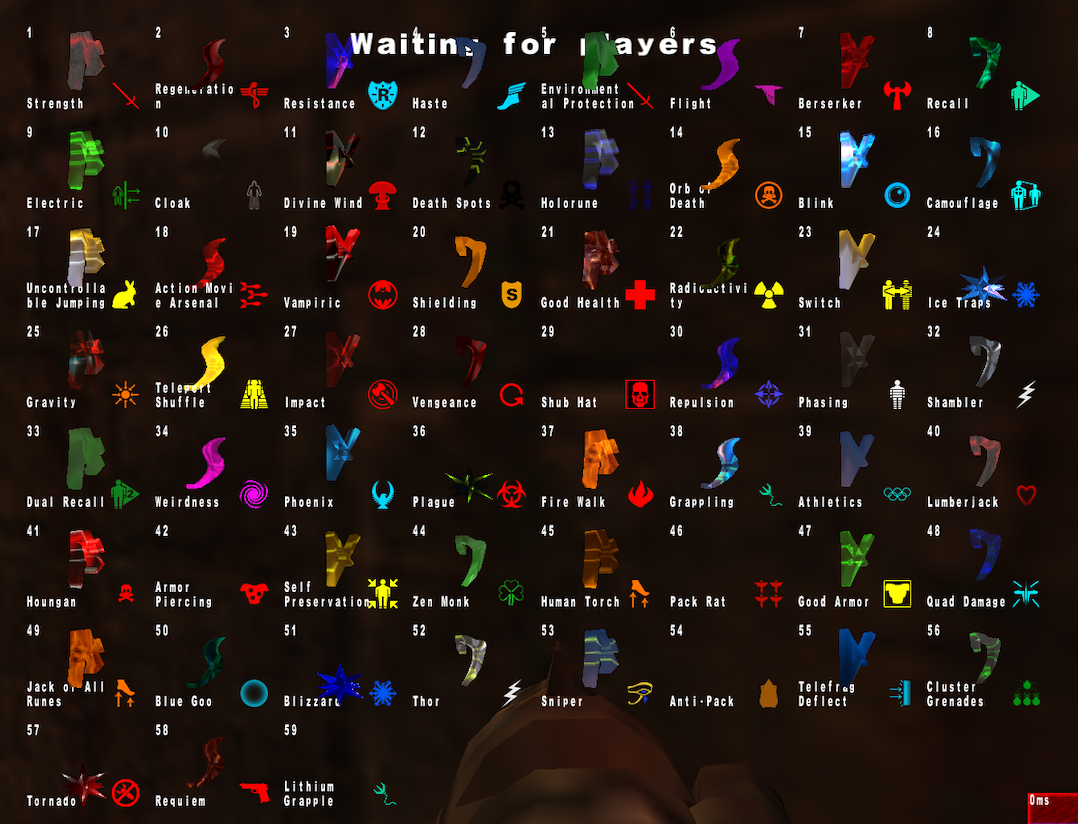 Waiting for players
1 2 3 4 5 6 7 8
Strength Regeneratio Resistance Haste Environment Flight Berserker Recall
n al Protection
9 10 11 12 13 14 15 16
Electric Cloak Divine Wind Death Spots Holorune Orb of Blink Camouflage
Death
17 18 19 20 21 22 23 24
Uncontrolla Action Movi Vampiric Shielding Good Health Radioactivi Switch Ice Traps
ble Jumping e Arsenal ty
R S
25 26 27 28 29 30 31 32
Gravity Teleport Impact Vengeance Shub Hat Repulsion Phasing Shambler
Shuffle
33 34 35 36 37 38 39 40
Dual Recall Weirdness Phoenix Plague Fire Walk Grappling Athletics Lumberjack
41 42 43 44 45 46 47 48
Houngan Armor Self Zen Monk Human Torch Pack Rat Good Armor Quad Damage
Piercing Preservation
49 50 51 52 53 54 55 56
Jack of All Blue Goo Blizzard Thor Sniper Anti-Pack Telefrag Cluster
Runes Deflect Grenades
57 58 59
Tornado Requiem Lithium
Grapple
0ms